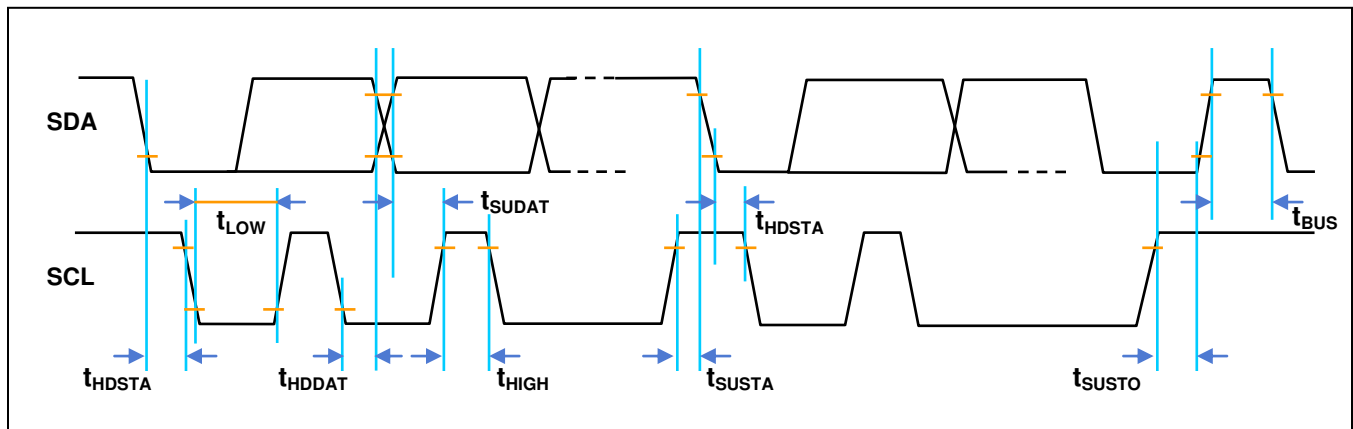 SDA
tSUDAT
tLOW
tHDSTA
tBUS
SCL
tHDSTA
tHDDAT
tHIGH
tSUSTA
tSUSTO